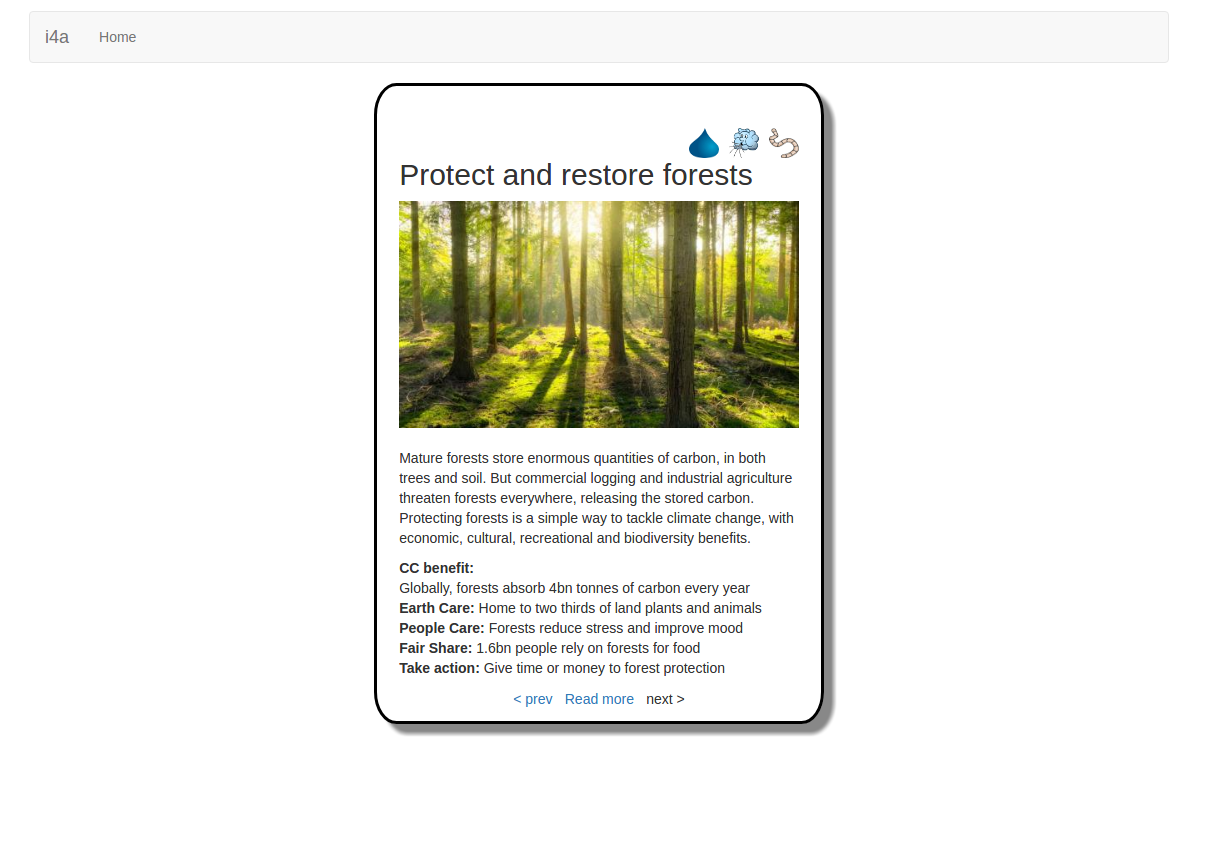 i4a Home
Protect and restore forests
Mature forests store enormous quantities of carbon, in both
trees and soil. But commercial logging and industrial agriculture
threaten forests everywhere, releasing the stored carbon.
Protecting forests is a simple way to tackle climate change, with
economic, cultural, recreational and biodiversity benefits.
CC benefit:
Globally, forests absorb 4bn tonnes of carbon every year
Earth Care: Home to two thirds of land plants and animals
People Care: Forests reduce stress and improve mood
Fair Share: 1.6bn people rely on forests for food
Take action: Give time or money to forest protection
< prev Read more next >